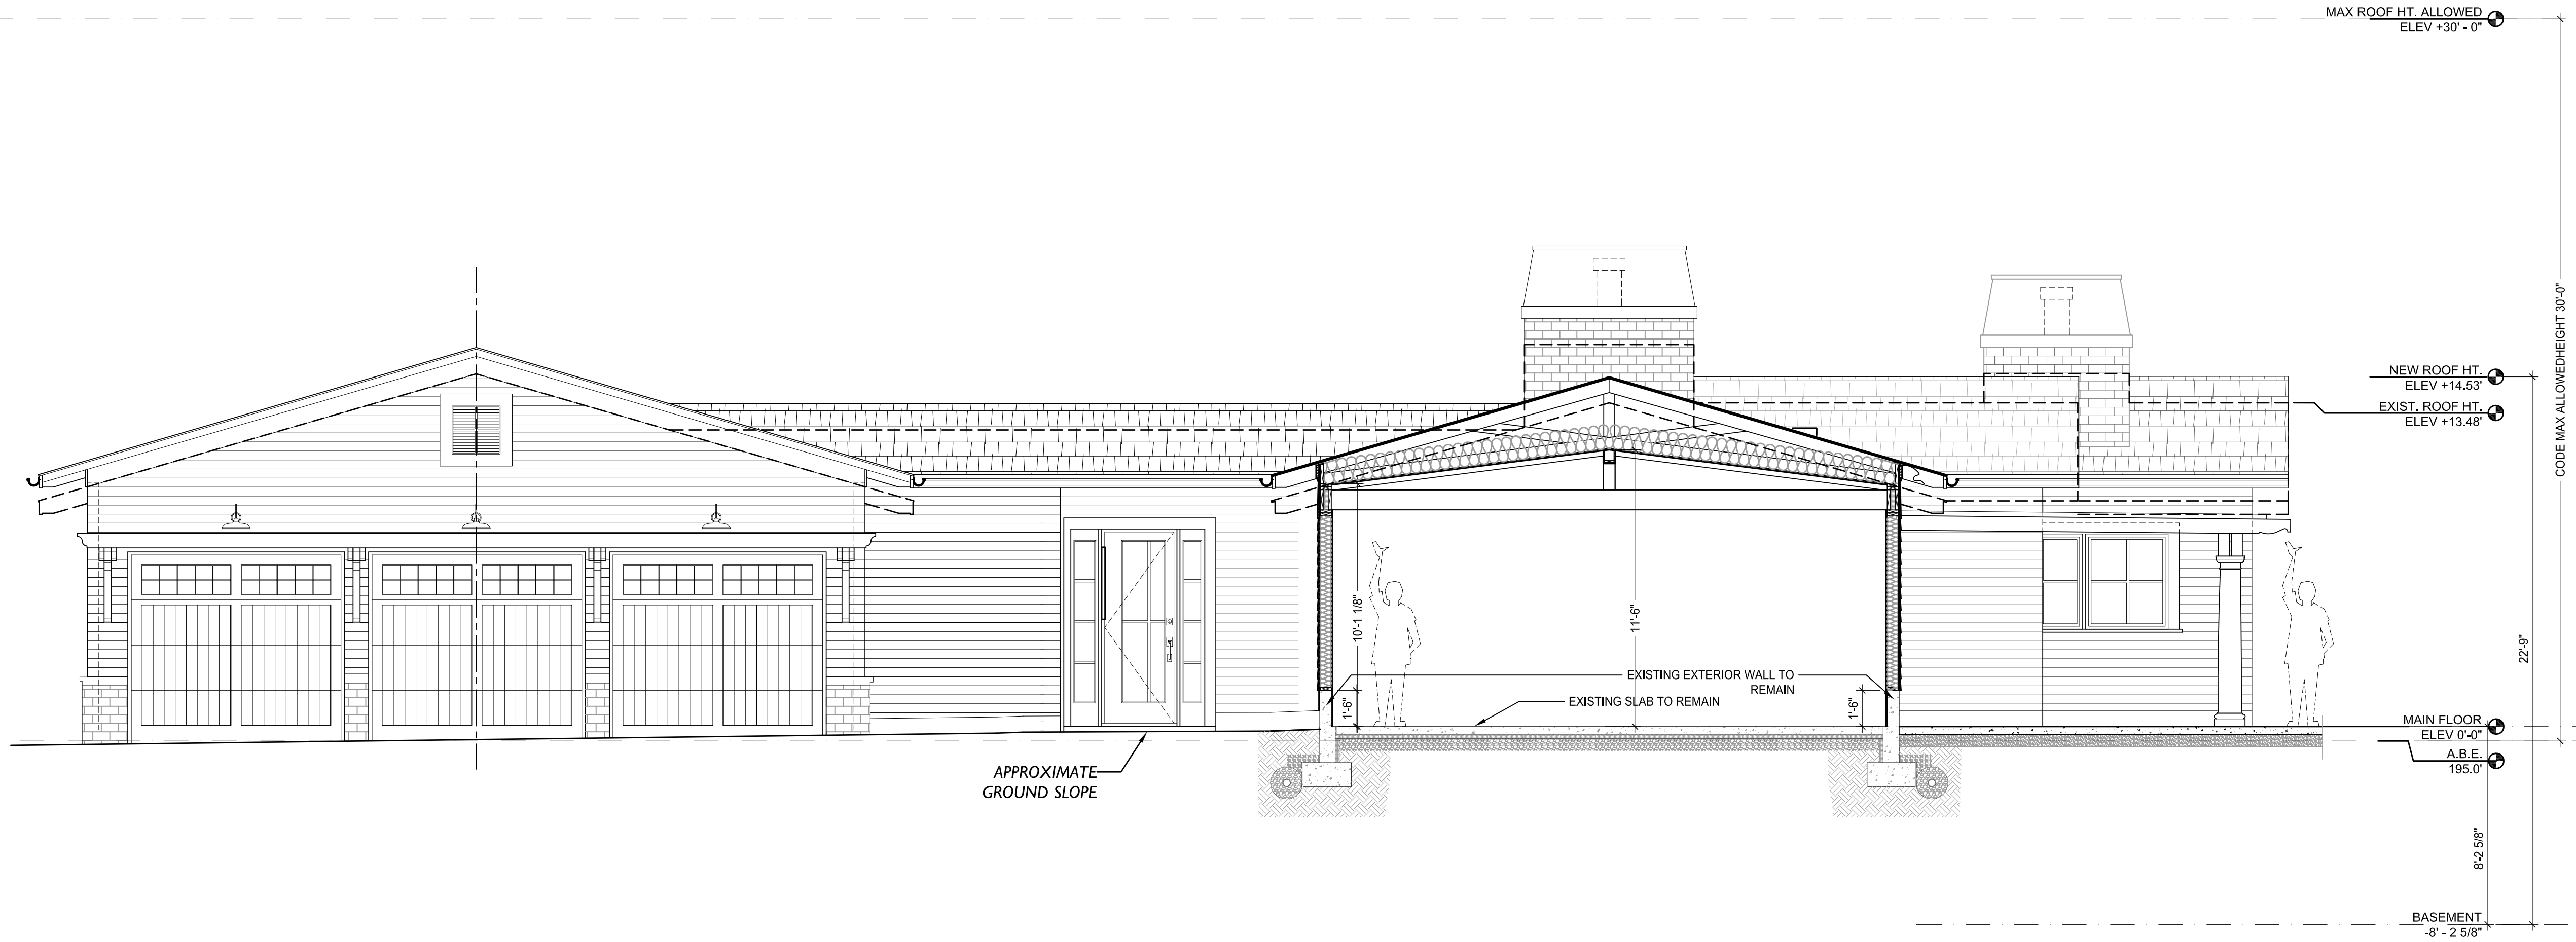 MAX ROOF HT. ALLOWED
ELEV +30' - 0"
CODE MAX ALLOWEDHEIGHT 30'-0"
NEW ROOF HT.
ELEV +14.53'
EXIST. ROOF HT.
ELEV +13.48'
10'-1 1/8"
11'-6"
22'-9"
EXISTING EXTERIOR WALL TO
REMAIN
EXISTING SLAB TO REMAIN
1'-6"
1'-6"
MAIN FLOOR
ELEV 0'-0"
A.B.E.
195.0'
APPROXIMATE
GROUND SLOPE
8'-2 5/8"
BASEMENT
-8' - 2 5/8"